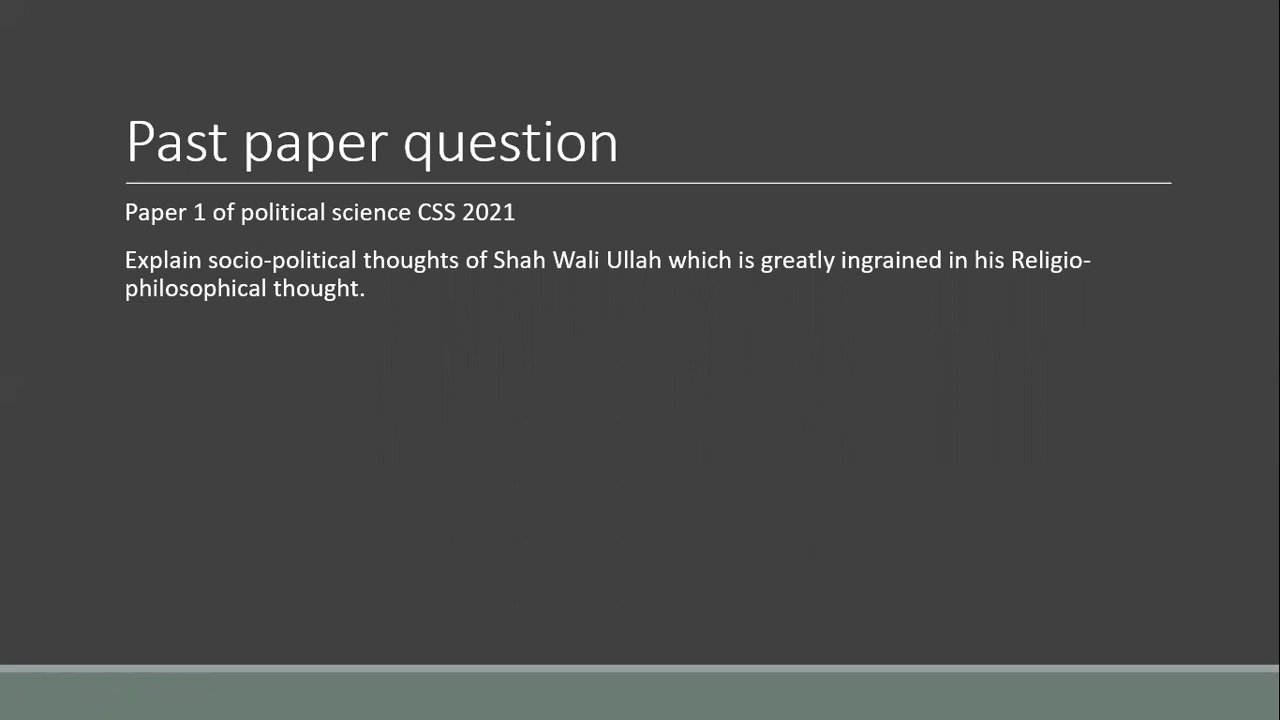 Past paper question
Paper 1 of political science CSS 2021
Explain socio-political thoughts of Shah Wali Ullah which is greatly ingrained in his Religio-
philosophical thought.